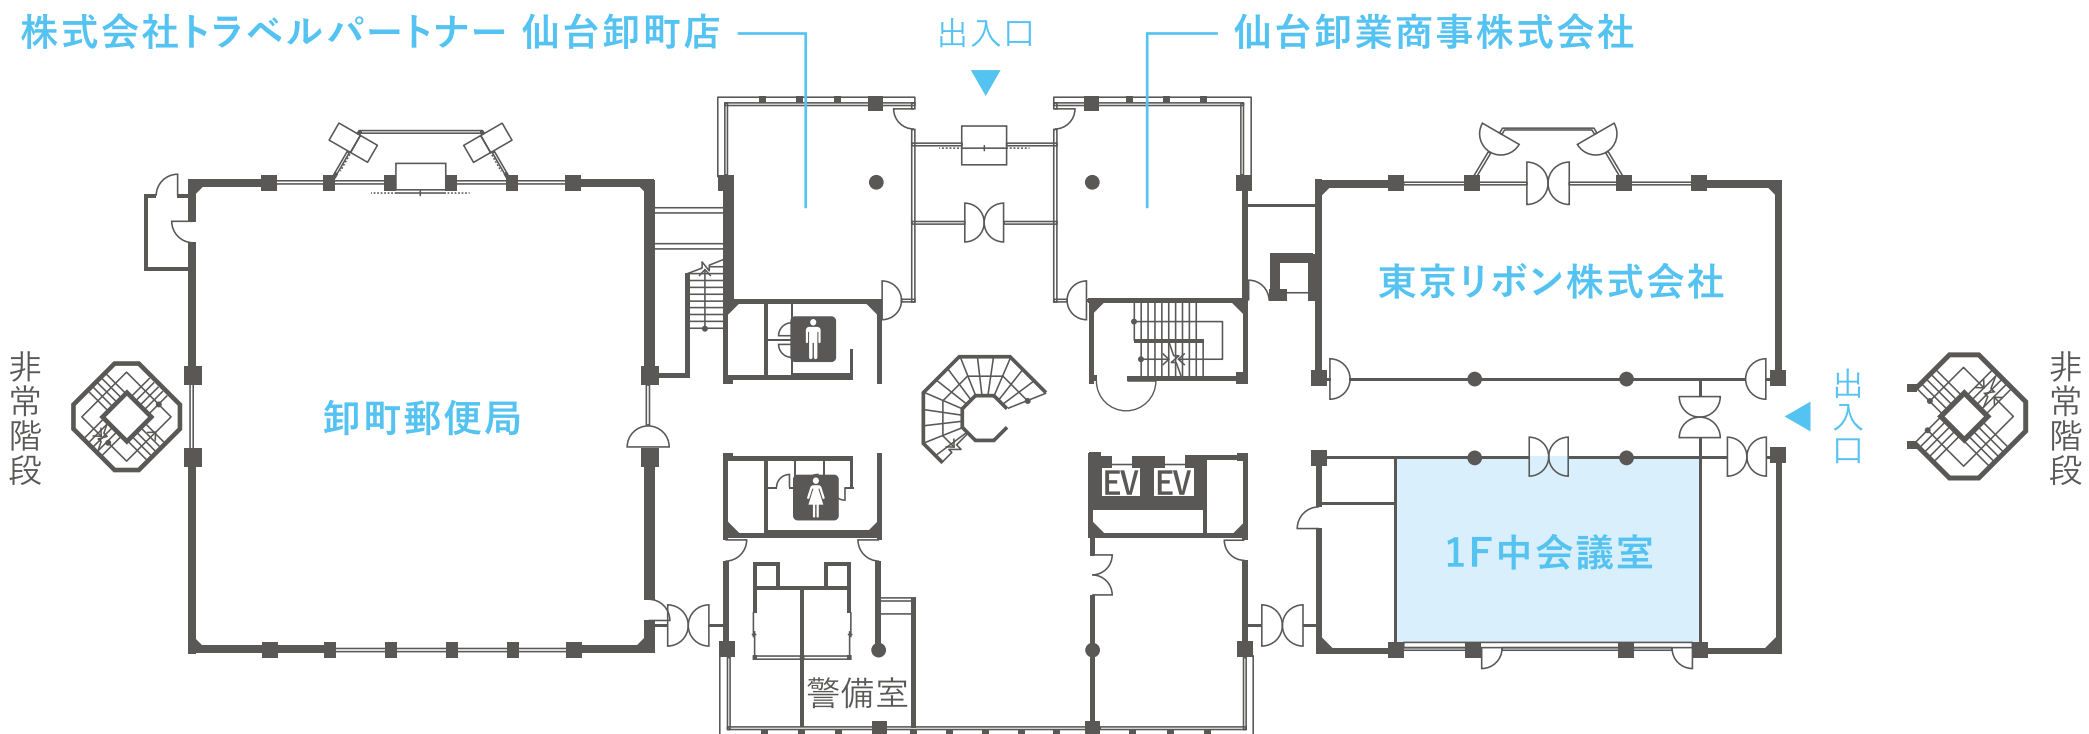 株式会社トラベルパートナー 仙台卸町店
出入口
仙台卸業商事株式会社
東京リボン株式会社
非常階段
卸町郵便局
出入口
非常階段
EV EV
1F中会議室
警備室